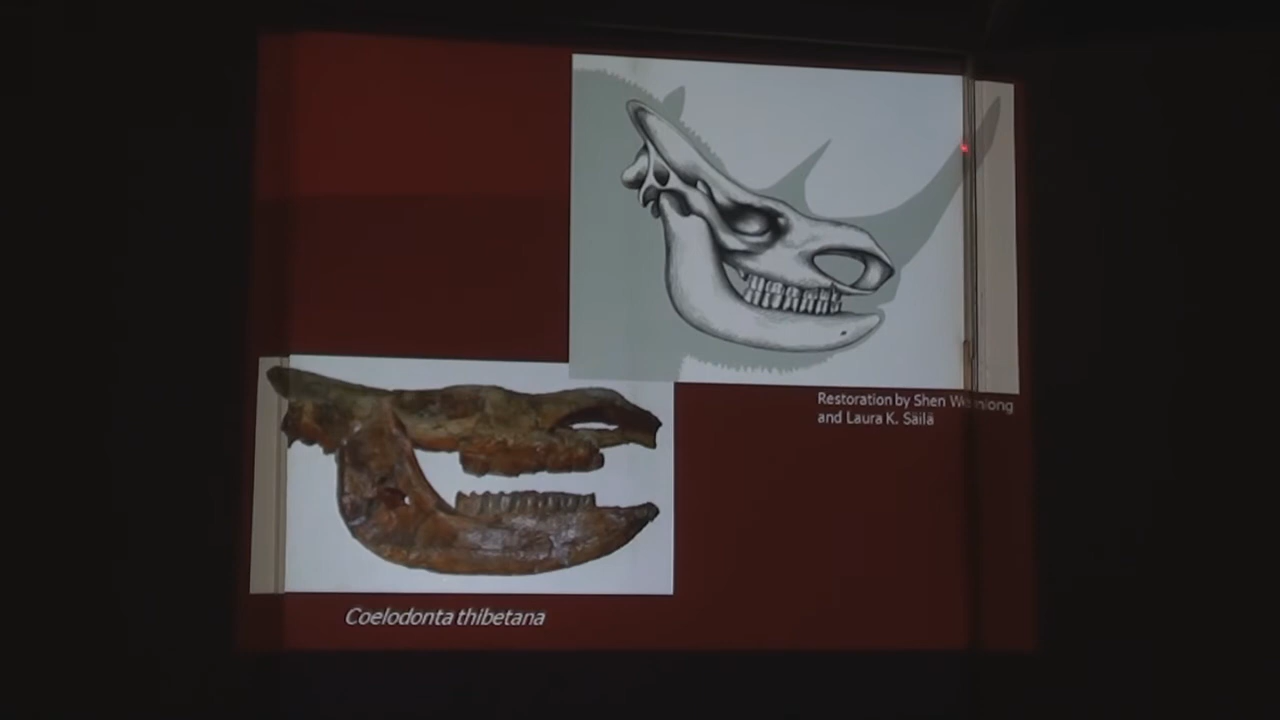 Restoration by Shen
and Laura K. Säilä
Coelodonta thibetana